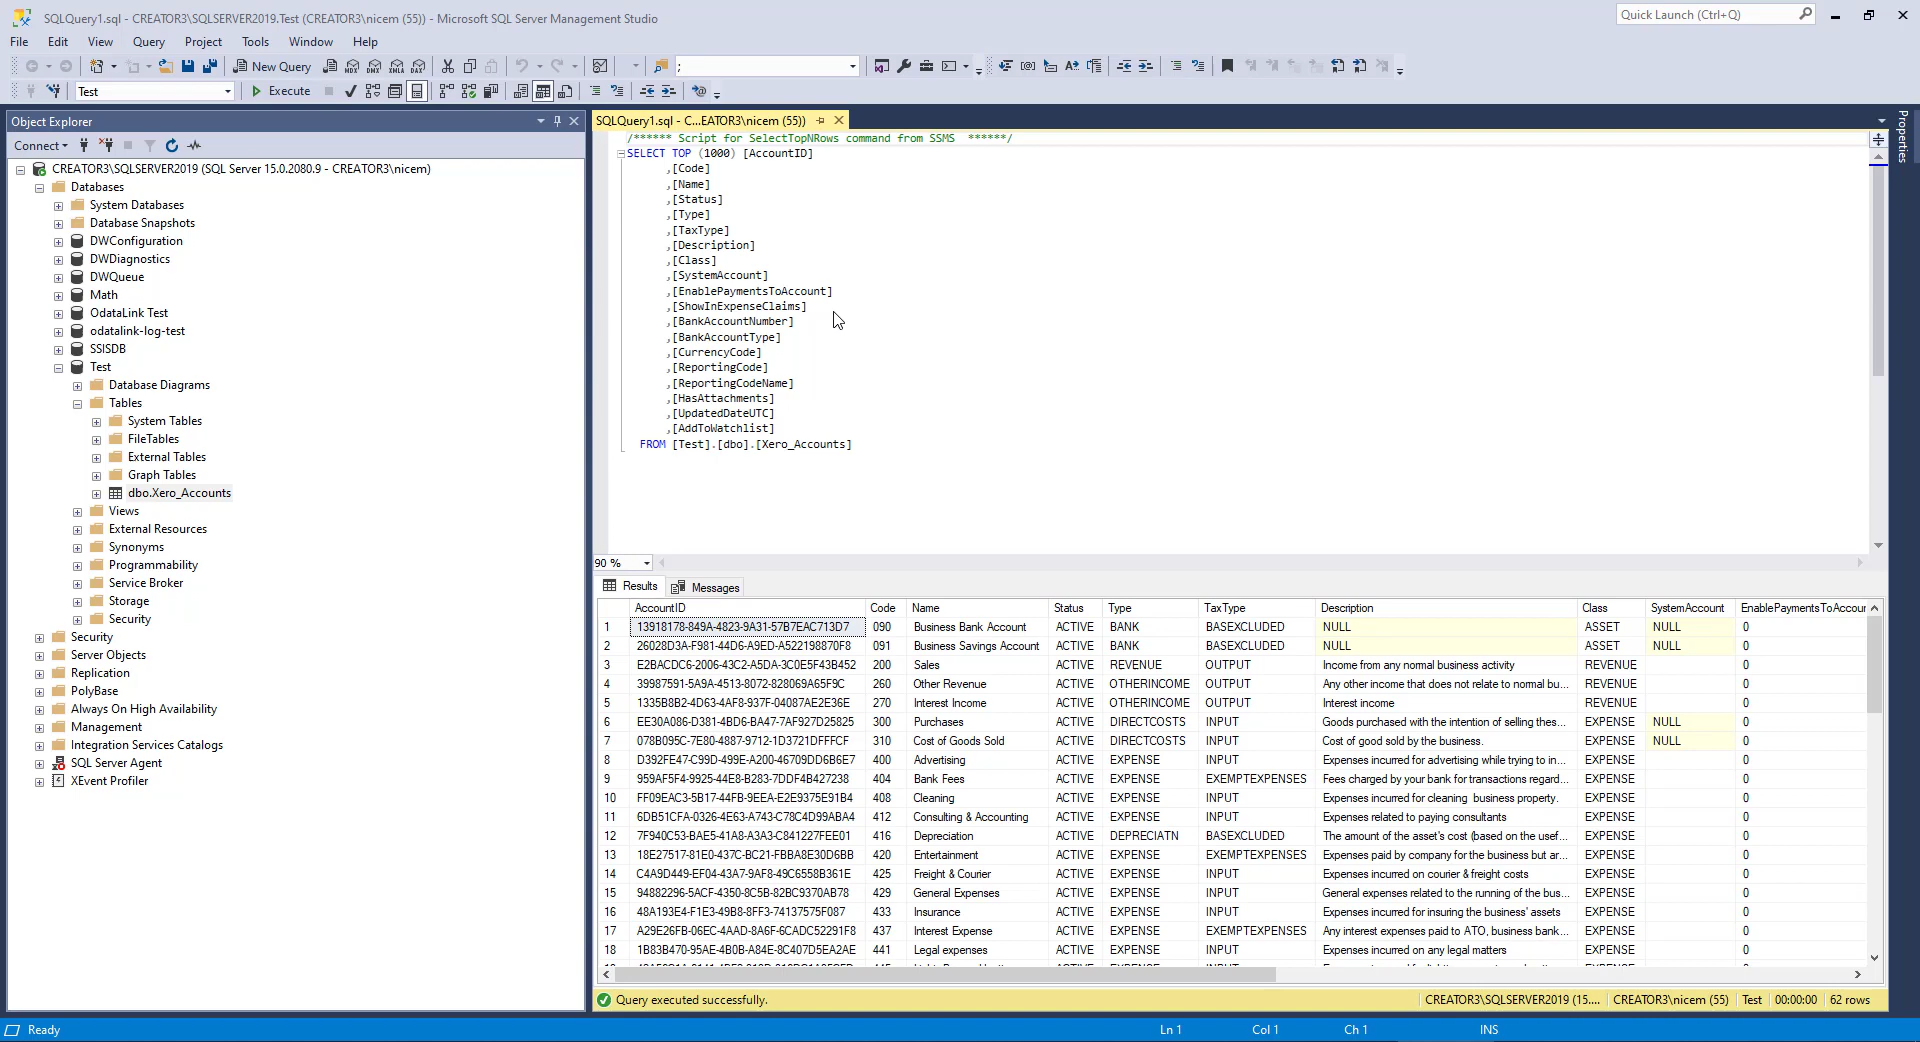 SQLQuery1.sql - CREATOR3\SQLSERVER2019.Test (CREATOR3\nicem (55)) - Microsoft SQL Server Management Studio
Quick Launch (Ctrl+Q)
File Edit View Query Project Tools Window Help
New Query MDX DMX XMLA DAX ;
Test Execute
Object Explorer
SQLQuery1.sql - C...EATOR3\nicem (55))
Properties
Connect
CREATOR3\SQLSERVER2019 (SQL Server 15.0.2080.9 - CREATOR3\nicem)
Databases
System Databases
Database Snapshots
DWConfiguration
DWDiagnostics
DWQueue
Math
OdataLink Test
odatalink-log-test
SSISDB
Test
Database Diagrams
Tables
System Tables
FileTables
External Tables
Graph Tables
dbo.Xero_Accounts
Views
External Resources
Synonyms
Programmability
Service Broker
Storage
Security
Security
Server Objects
Replication
PolyBase
Always On High Availability
Management
Integration Services Catalogs
SQL Server Agent
XEvent Profiler
/****** Script for SelectTopNRows command from SSMS  ******/
SELECT TOP (1000) [AccountID]
,[Code]
,[Name]
,[Status]
,[Type]
,[TaxType]
,[Description]
,[Class]
,[SystemAccount]
,[EnablePaymentsToAccount]
,[ShowInExpenseClaims]
,[BankAccountNumber]
,[BankAccountType]
,[CurrencyCode]
,[ReportingCode]
,[ReportingCodeName]
,[HasAttachments]
,[UpdatedDateUTC]
,[AddToWatchlist]
FROM [Test].[dbo].[Xero_Accounts]
90 %
Results Messages
AccountID Code Name Status Type TaxType Description Class SystemAccount EnablePaymentsToAccour
1 13918178-849A-4823-9A31-57B7EAC713D7 090 Business Bank Account ACTIVE BANK BASEXCLUDED NULL ASSET NULL 0
2 26028D3A-F981-44D6-A9ED-A522198870F8 091 Business Savings Account ACTIVE BANK BASEXCLUDED NULL ASSET NULL 0
3 E2BACDC6-2006-43C2-A5DA-3C0E5F43B452 200 Sales ACTIVE REVENUE OUTPUT Income from any normal business activity REVENUE 0
4 39987591-5A9A-4513-8072-828069A65F9C 260 Other Revenue ACTIVE OTHERINCOME OUTPUT Any other income that does not relate to normal bu... REVENUE 0
5 1335B8B2-4D63-4AF8-937F-04087AE2E36E 270 Interest Income ACTIVE OTHERINCOME OUTPUT Interest income REVENUE 0
6 EE30A086-D381-4BD6-BA47-7AF927D25825 300 Purchases ACTIVE DIRECTCOSTS INPUT Goods purchased with the intention of selling thes... EXPENSE NULL 0
7 078B095C-7E80-4887-9712-1D3721DFFFCF 310 Cost of Goods Sold ACTIVE DIRECTCOSTS INPUT Cost of good sold by the business. EXPENSE NULL 0
8 D392FE47-C99D-499E-A200-46709DD6B6E7 400 Advertising ACTIVE EXPENSE INPUT Expenses incurred for advertising while trying to in... EXPENSE 0
9 959AF5F4-9925-44E8-B283-7DDF4B427238 404 Bank Fees ACTIVE EXPENSE EXEMPTEXPENSES Fees charged by your bank for transactions regard... EXPENSE 0
10 FF09EAC3-5B17-44FB-9EEA-E2E9375E91B4 408 Cleaning ACTIVE EXPENSE INPUT Expenses incurred for cleaning  business property. EXPENSE 0
11 6DB51CFA-0326-4E63-A743-C78C4D99ABA4 412 Consulting & Accounting ACTIVE EXPENSE INPUT Expenses related to paying consultants EXPENSE 0
12 7F940C53-BAE5-41A8-A3A3-C841227FEE01 416 Depreciation ACTIVE DEPRECIATN BASEXCLUDED The amount of the asset's cost (based on the usef... EXPENSE 0
13 18E27517-81E0-437C-BC21-FBBA8E30D6BB 420 Entertainment ACTIVE EXPENSE EXEMPTEXPENSES Expenses paid by company for the business but ar... EXPENSE 0
14 C4A9D449-EF04-43A7-9AF8-49C6558B361E 425 Freight & Courier ACTIVE EXPENSE INPUT Expenses incurred on courier & freight costs EXPENSE 0
15 94882296-5ACF-4350-8C5B-82BC9370AB78 429 General Expenses ACTIVE EXPENSE INPUT General expenses related to the running of the bus... EXPENSE 0
16 48A193E4-F1E3-49B8-8FF3-74137575F087 433 Insurance ACTIVE EXPENSE INPUT Expenses incurred for insuring the business' assets EXPENSE 0
17 A29E26FB-06EC-4AAD-8A6F-6CADC52291F8 437 Interest Expense ACTIVE EXPENSE EXEMPTEXPENSES Any interest expenses paid to ATO, business bank... EXPENSE 0
18 1B83B470-95AE-4B0B-A84E-8C407D5EA2AE 441 Legal expenses ACTIVE EXPENSE INPUT Expenses incurred on any legal matters EXPENSE 0
Query executed successfully. CREATOR3\SQLSERVER2019 (15.... CREATOR3\nicem (55) Test 00:00:00 62 rows
Ready Ln 1 Col 1 Ch 1 INS